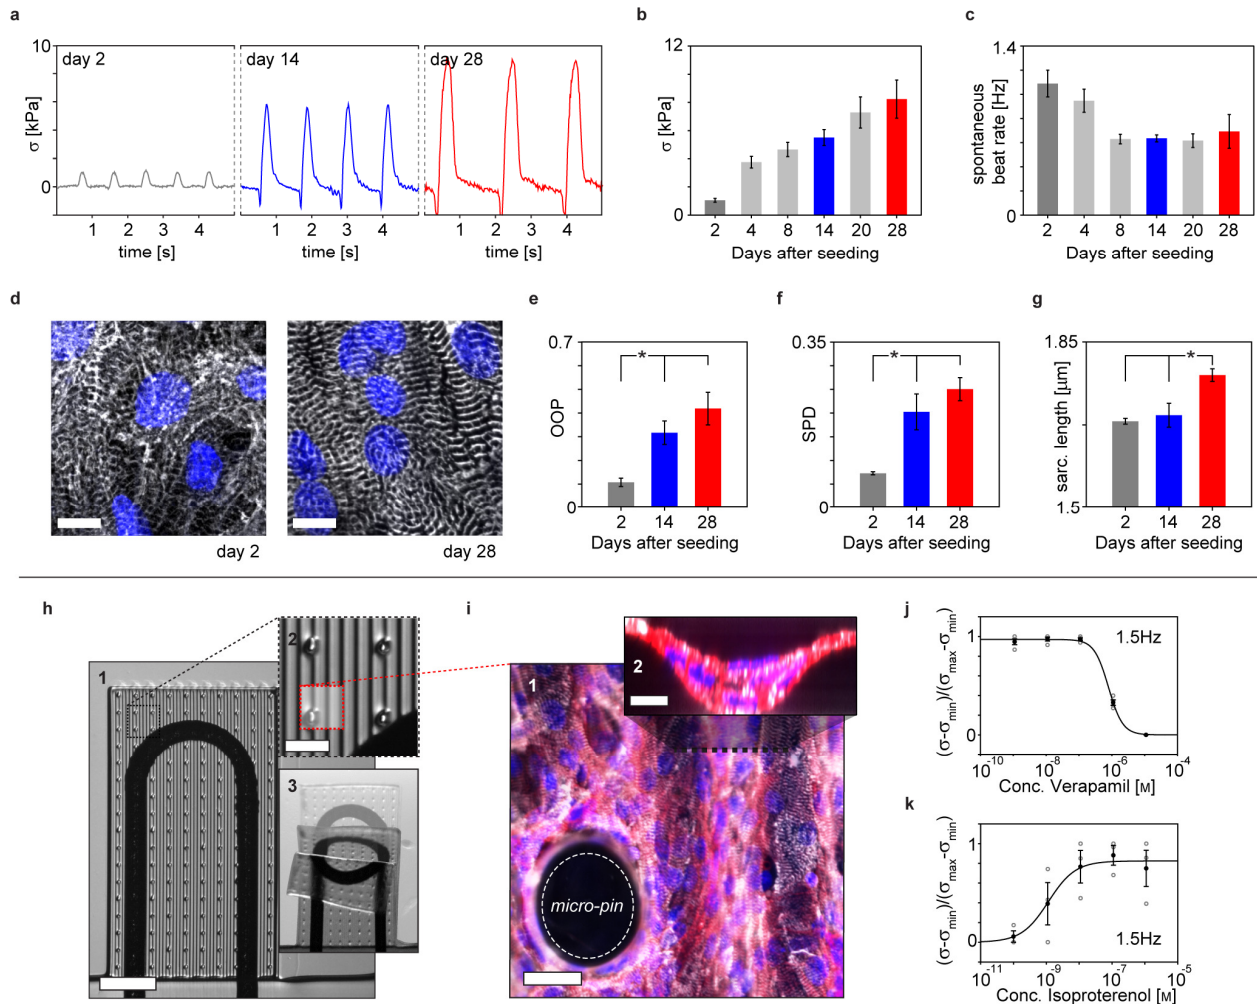 a
day 2
day 14
day 28
10
0
σ [kPa]
1 2 3 4
1 2 3 4
1 2 3 4
time [s]
time [s]
time [s]
b
12
0
σ [kPa]
2 4 8 14 20 28
Days after seeding
c
1.4
0
spontaneous
beat rate [Hz]
2 4 8 14 20 28
Days after seeding
d
day 2
day 28
e
0.7
0
OOP
*
2 14 28
Days after seeding
f
0.35
0
SPD
*
2 14 28
Days after seeding
g
1.85
1.5
sarc. length [µm]
*
2 14 28
Days after seeding
h
1
2
3
i
1
2
micro-pin
j
(σ-σmin)/(σmax-σmin)
1
0
1.5Hz
10⁻¹⁰ 10⁻⁸ 10⁻⁶ 10⁻⁴
Conc. Verapamil [M]
k
(σ-σmin)/(σmax-σmin)
1
0
1.5Hz
10⁻¹¹ 10⁻⁹ 10⁻⁷ 10⁻⁵
Conc. Isoproterenol [M]